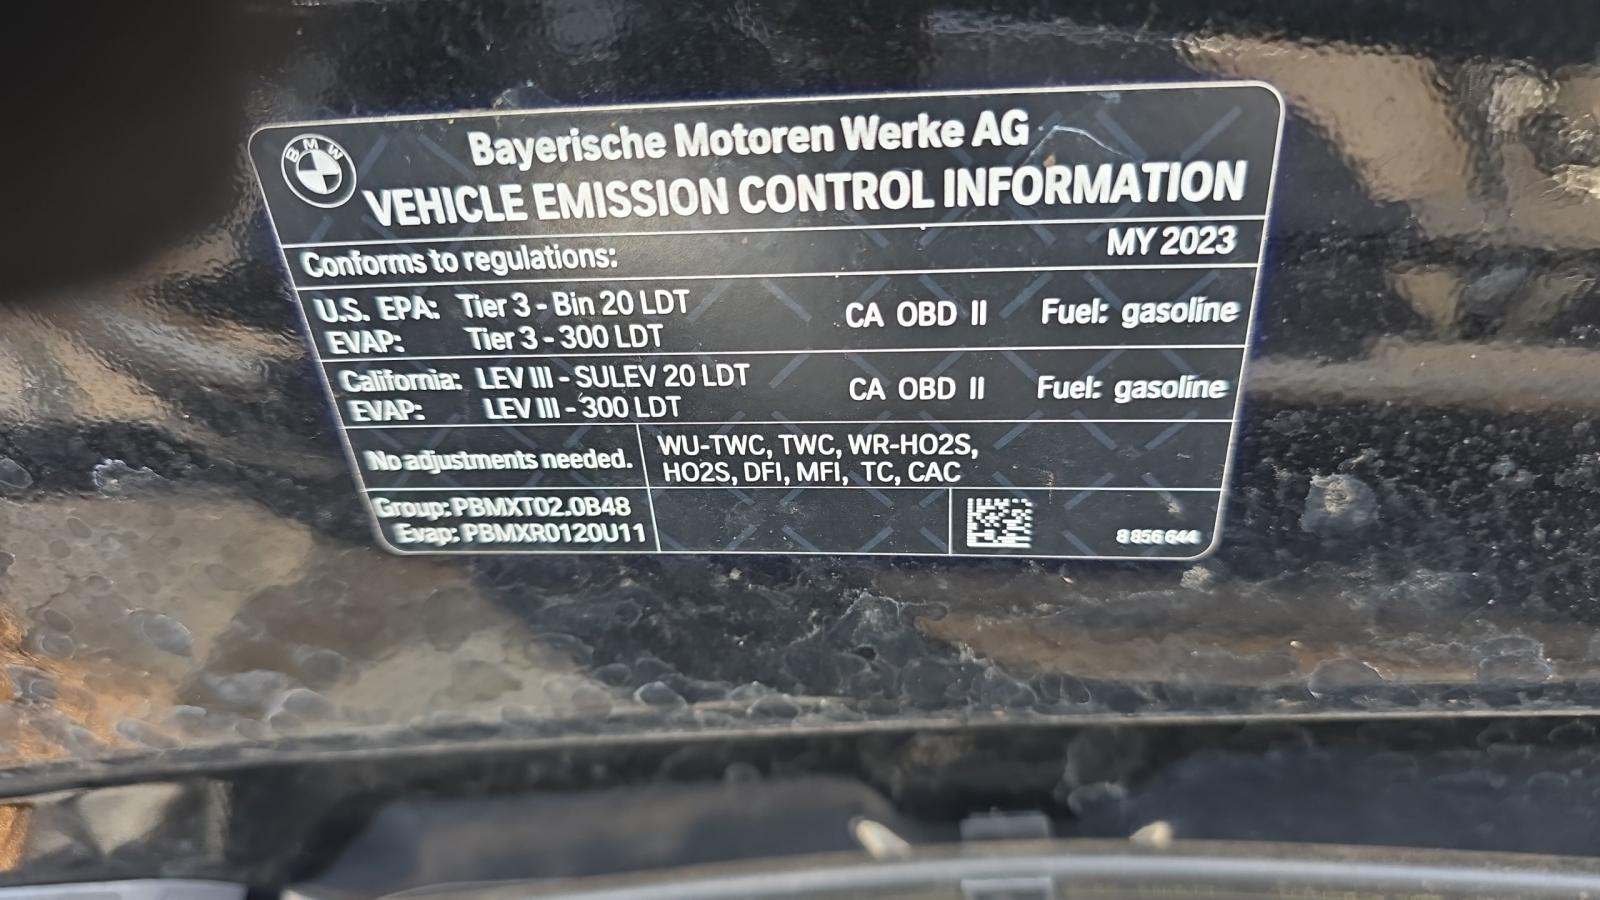 BMW
Bayerische Motoren Werke AG
VEHICLE EMISSION CONTROL INFORMATION
Conforms to regulations: MY 2023
U.S. EPA: Tier 3 - Bin 20 LDT CA OBD II Fuel: gasoline
EVAP: Tier 3 - 300 LDT
California: LEV III - SULEV 20 LDT CA OBD II Fuel: gasoline
EVAP: LEV III - 300 LDT
No adjustments needed.
WU-TWC, TWC, WR-HO2S,
HO2S, DFI, MFI, TC, CAC
Group: PBMXT02.0B48
Evap: PBMXR0120U11
8 856 644